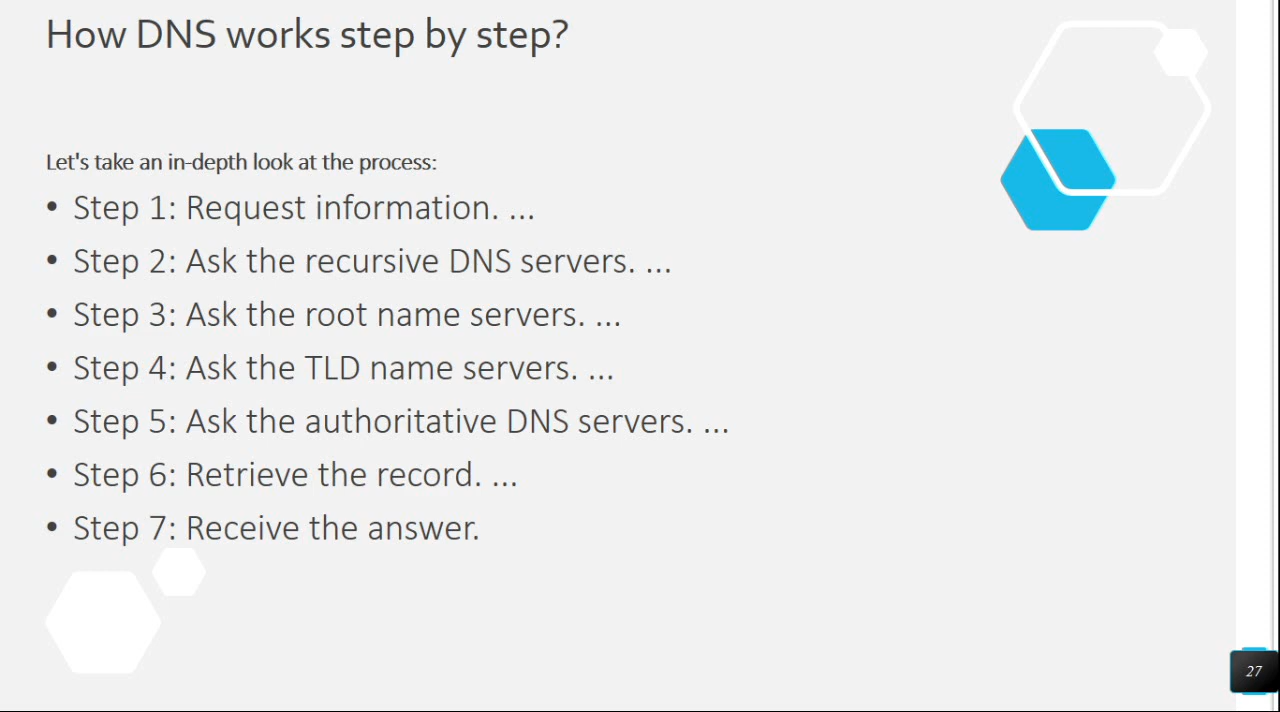 How DNS works step by step?
Let's take an in-depth look at the process:
• Step 1: Request information. ...
• Step 2: Ask the recursive DNS servers. ...
• Step 3: Ask the root name servers. ...
• Step 4: Ask the TLD name servers. ...
• Step 5: Ask the authoritative DNS servers. ...
• Step 6: Retrieve the record. ...
• Step 7: Receive the answer.
27